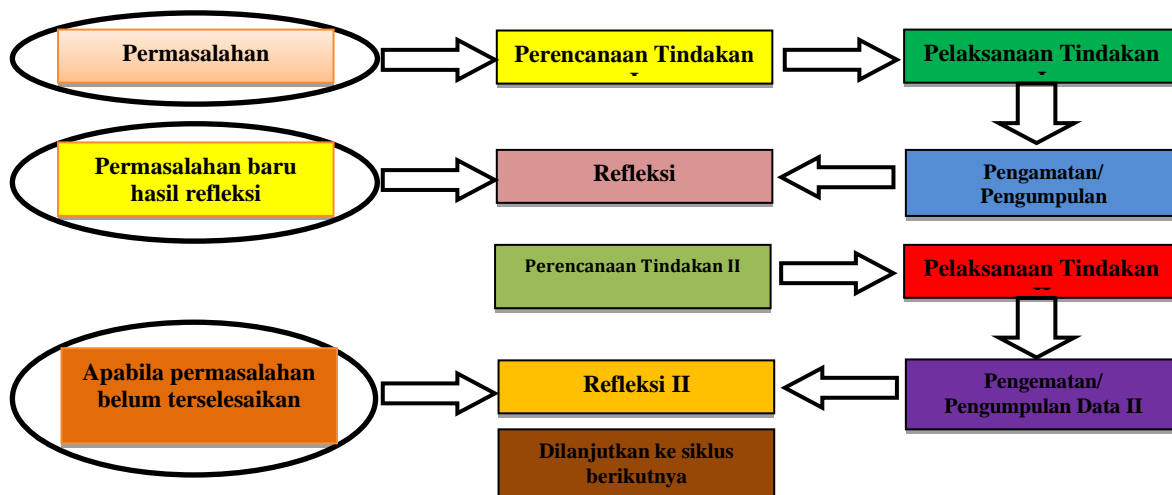 Permasalahan
Perencanaan Tindakan
Pelaksanaan Tindakan
Permasalahan baru
hasil refleksi
Refleksi
Pengamatan/
Pengumpulan
Perencanaan Tindakan II
Pelaksanaan Tindakan
Apabila permasalahan
belum terselesaikan
Refleksi II
Pengematan/
Pengumpulan Data II
Dilanjutkan ke siklus
berikutnya